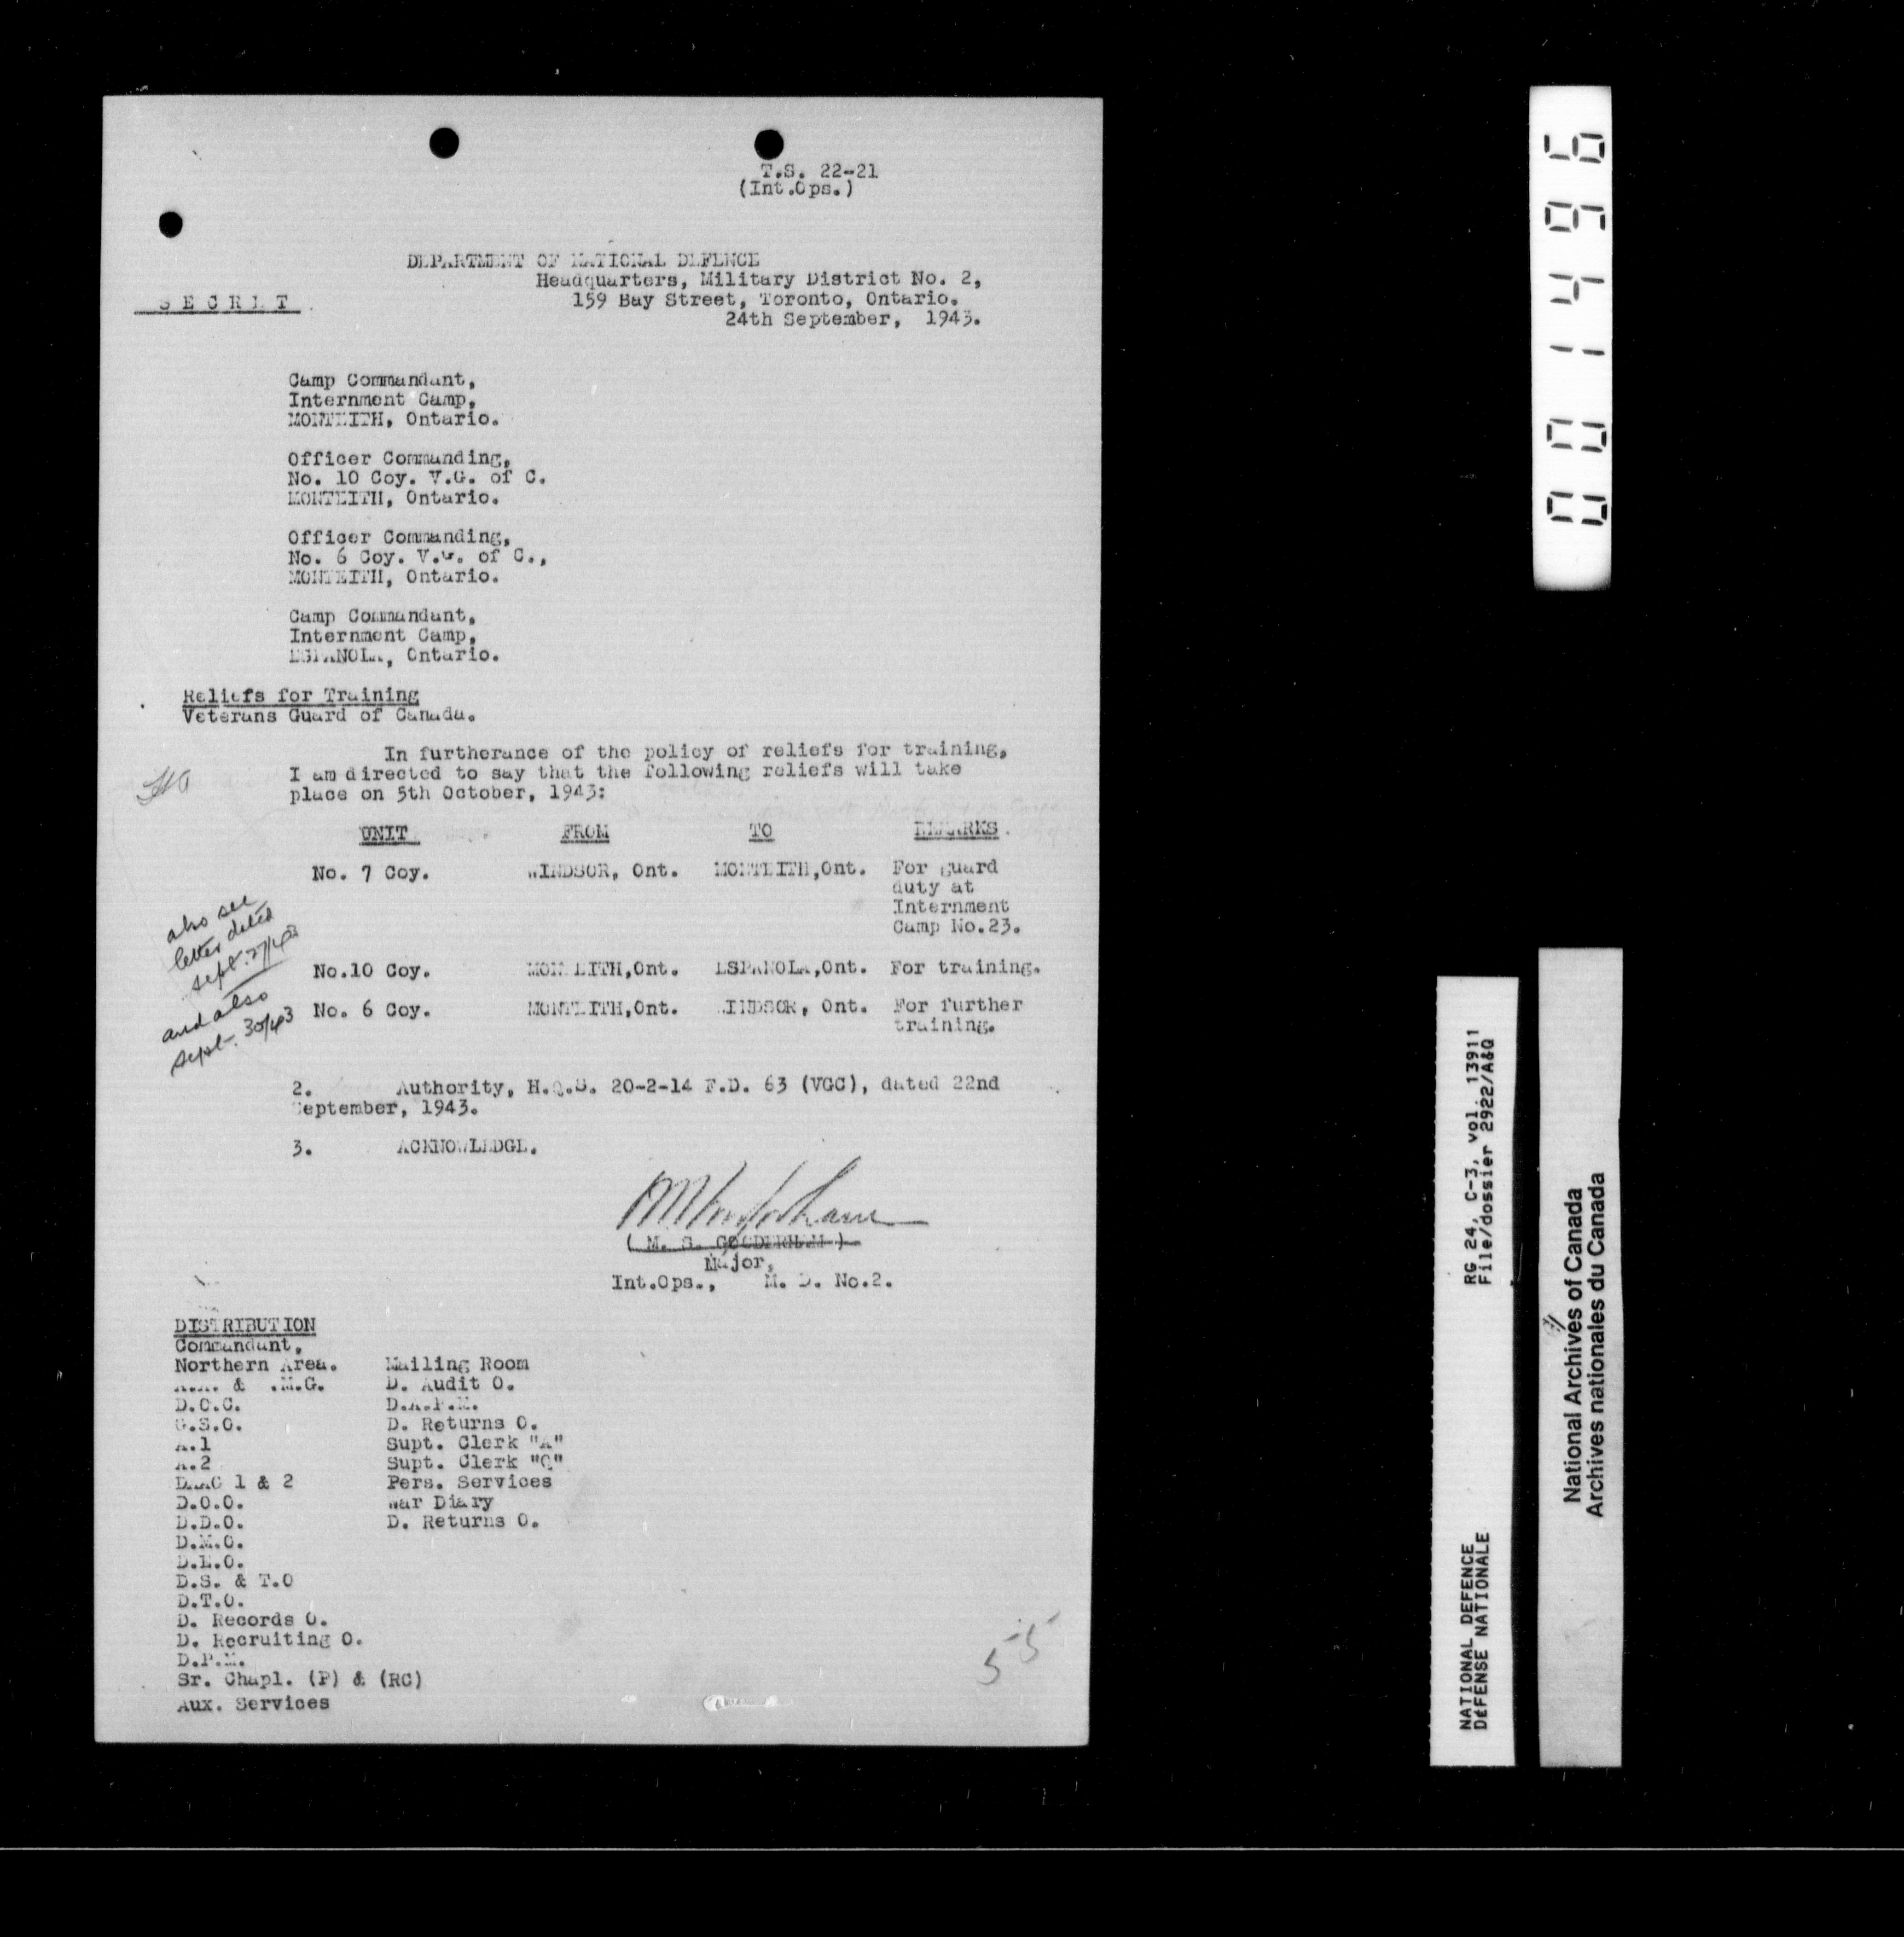 T.S. 22-21
(Int.Ops.)
DEPARTMENT OF NATIONAL DEFENCE
Headquarters, Military District No. 2,
SECRET
159 Bay Street, Toronto, Ontario.
24th September, 1943.
Camp Commandant,
Internment Camp,
MONTEITH, Ontario.
Officer Commanding,
No. 10 Coy. V.G. of C.
MONTEITH, Ontario.
Officer Commanding,
No. 6 Coy. V.G. of C.,
MONTEITH, Ontario.
Camp Commandant,
Internment Camp,
ESPANOLA, Ontario.
Reliefs for Training
Veterans Guard of Canada.
In furtherance of the policy of reliefs for training,
I am directed to say that the following reliefs will take
place on 5th October, 1943:
UNIT FROM TO REMARKS
No. 7 Coy. WINDSOR, Ont. MONTEITH,Ont. For guard
duty at
Internment
Camp No.23.
also see
letter dated
sept. 27/43
and also
sept. 30/43
No.10 Coy. MONTEITH,Ont. ESPANOLA,Ont. For training.
No. 6 Coy. MONTEITH,Ont. WINDSOR, Ont. For further
training.
2. Authority, H.Q.S. 20-2-14 F.D. 63 (VGC), dated 22nd
September, 1943.
3. ACKNOWLEDGE.
(M. S. GOODERHAM)
Major,
Int.Ops., M. D. No.2.
DISTRIBUTION
Commandant,
Northern Area. Mailing Room
& .M.G. D. Audit O.
D.O.C. D.A.P.M.
G.S.O. D. Returns O.
A.1 Supt. Clerk "A"
A.2 Supt. Clerk "Q"
DAAG 1 & 2 Pers. Services
D.O.O. War Diary
D.D.O. D. Returns O.
D.M.O.
D.E.O.
D.S. & T.O
D.T.O.
D. Records O.
D. Recruiting O.
D.P.M.
Sr. Chapl. (P) & (RC)
Aux. Services
55
001496
RG 24, C-3, vol. 13911
File/dossier 2922/A&Q
NATIONAL DEFENCE
DÉFENSE NATIONALE
National Archives of Canada
Archives nationales du Canada